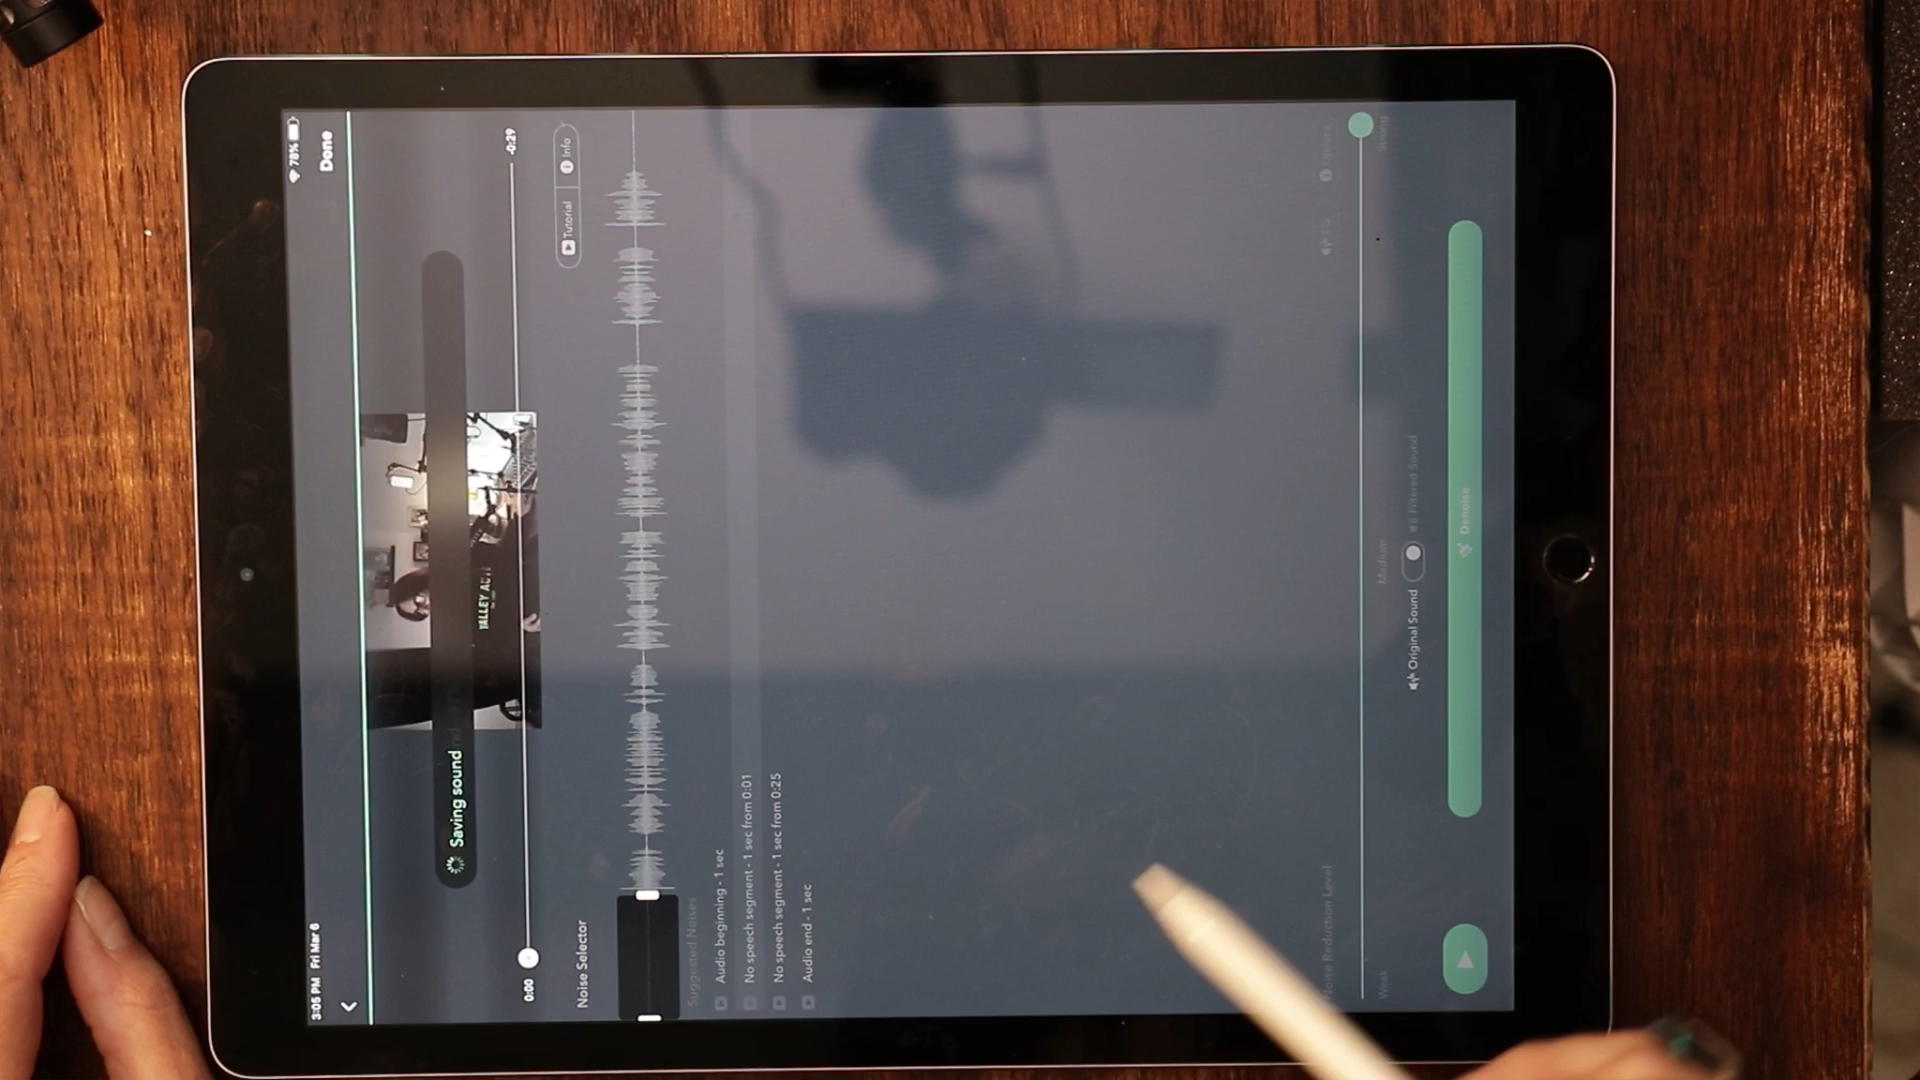 3:05 PM Fri Mar 6
78%
Done
Saving sound
VALLEY
0:00
-0:29
Noise Selector
Tutorial
Info
Suggested Noises
Audio beginning - 1 sec
No speech segment - 1 sec from 0:01
No speech segment - 1 sec from 0:25
Audio end - 1 sec
Noise Reduction Level
Weak
Medium
Strong
Original Sound
Filtered Sound
Denoise